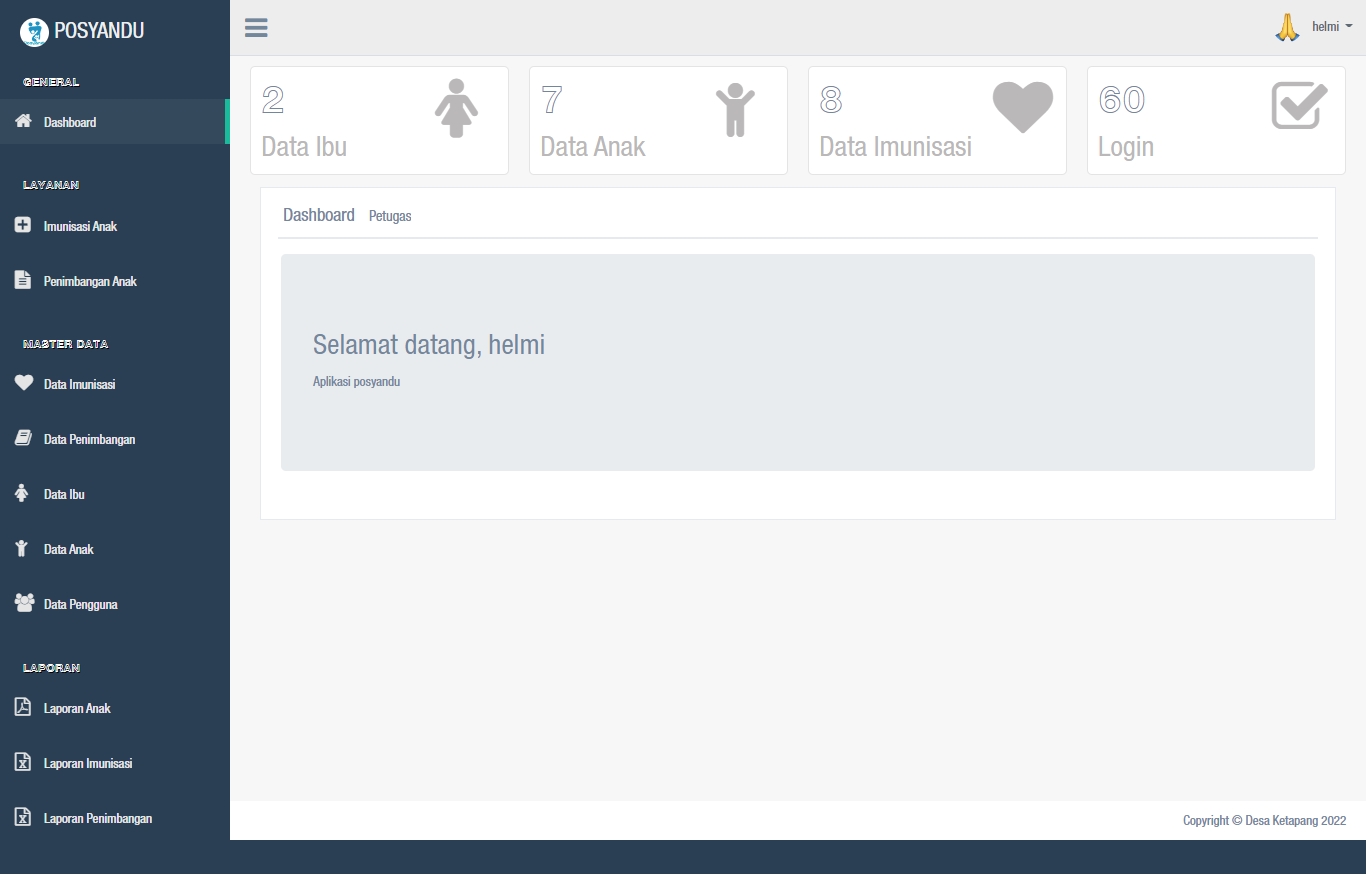 POSYANDU
GENERAL
Dashboard
LAYANAN
Imunisasi Anak
Penimbangan Anak
MASTER DATA
Data Imunisasi
Data Penimbangan
Data Ibu
Data Anak
Data Pengguna
LAPORAN
Laporan Anak
Laporan Imunisasi
Laporan Penimbangan
helmi
2
Data Ibu
7
Data Anak
8
Data Imunisasi
60
Login
Dashboard Petugas
Selamat datang, helmi
Aplikasi posyandu
Copyright © Desa Ketapang 2022